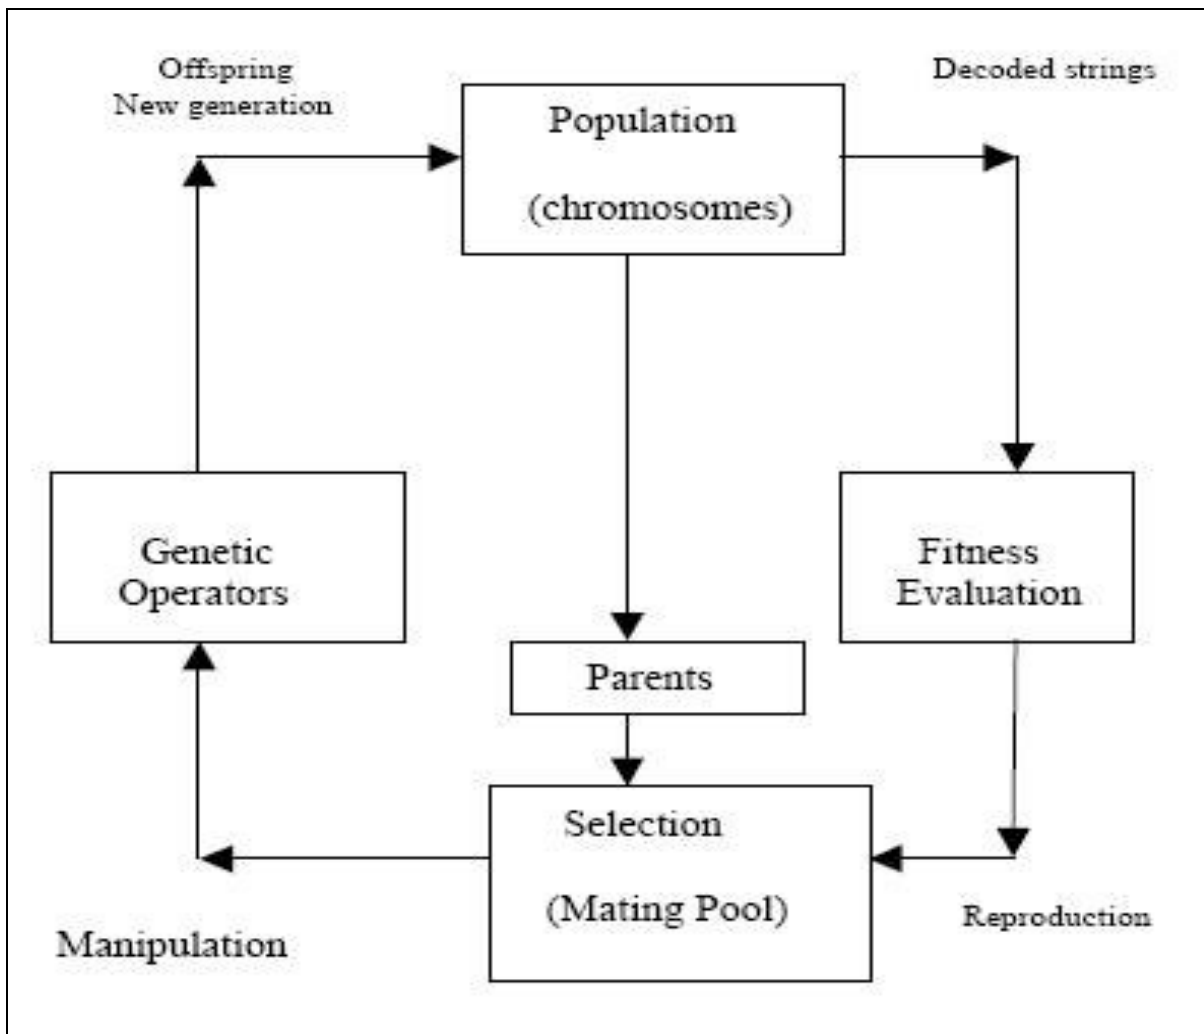 Offspring
New generation
Population
(chromosomes)
Decoded strings
Genetic
Operators
Fitness
Evaluation
Parents
Selection
(Mating Pool)
Manipulation
Reproduction